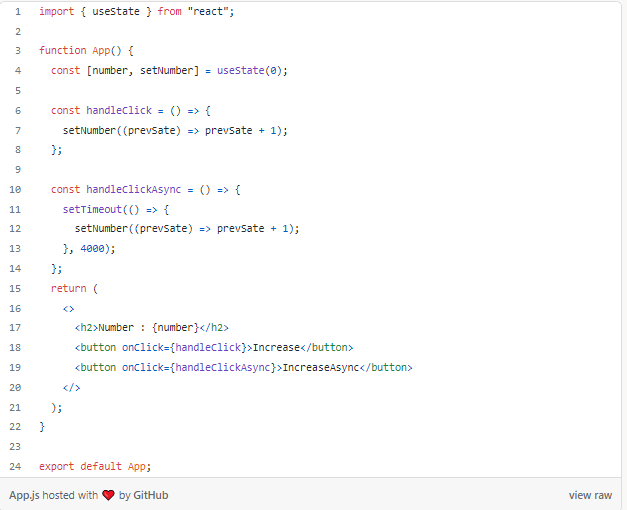 1 import { useState } from "react";
2
3 function App() {
4 const [number, setNumber] = useState(0);
5
6 const handleClick = () => {
7 setNumber((prevSate) => prevSate + 1);
8 };
9
10 const handleClickAsync = () => {
11 setTimeout(() => {
12 setNumber((prevSate) => prevSate + 1);
13 }, 4000);
14 };
15 return (
16 <>
17 <h2>Number : {number}</h2>
18 <button onClick={handleClick}>Increase</button>
19 <button onClick={handleClickAsync}>IncreaseAsync</button>
20 </>
21 );
22 }
23
24 export default App;
App.js hosted with ❤ by GitHub view raw